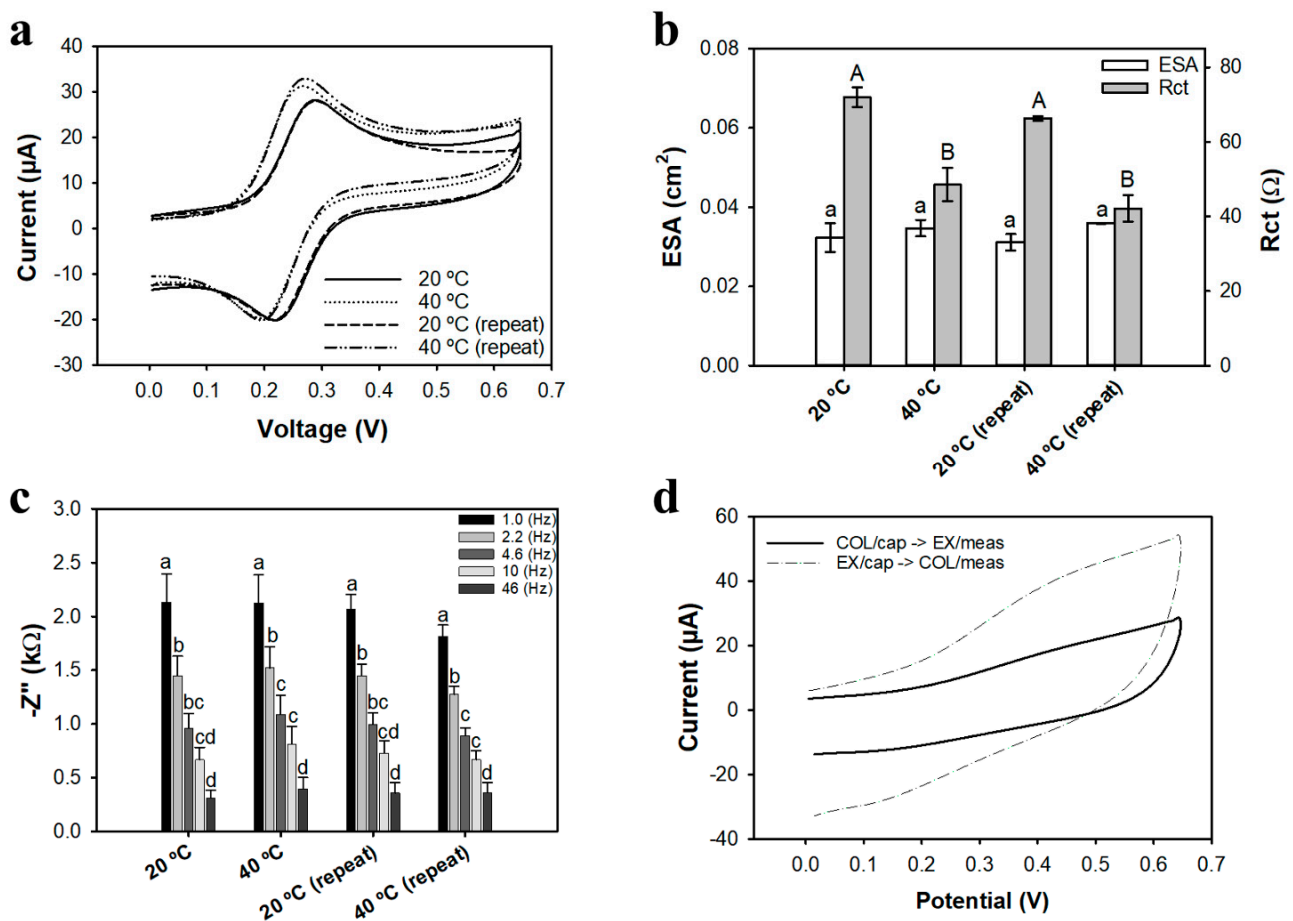 a
40
30
20
10
0
-10
-20
-30
Current (µA)
0.0 0.1 0.2 0.3 0.4 0.5 0.6 0.7
Voltage (V)
20 ºC
40 ºC
20 ºC (repeat)
40 ºC (repeat)
b
0.08
0.06
0.04
0.02
0.00
ESA (cm²)
80
60
40
20
0
Rct (Ω)
ESA
Rct
A
B
A
B
a
a
a
a
20 ºC
40 ºC
20 ºC (repeat)
40 ºC (repeat)
c
3.0
2.5
2.0
1.5
1.0
0.5
0.0
-Z" (kΩ)
1.0 (Hz)
2.2 (Hz)
4.6 (Hz)
10 (Hz)
46 (Hz)
a b bc cd d
a b c c d
a b bc cd d
a b c c d
20 ºC
40 ºC
20 ºC (repeat)
40 ºC (repeat)
d
60
40
20
0
-20
-40
Current (µA)
COL/cap -> EX/meas
EX/cap -> COL/meas
0.0 0.1 0.2 0.3 0.4 0.5 0.6 0.7
Potential (V)